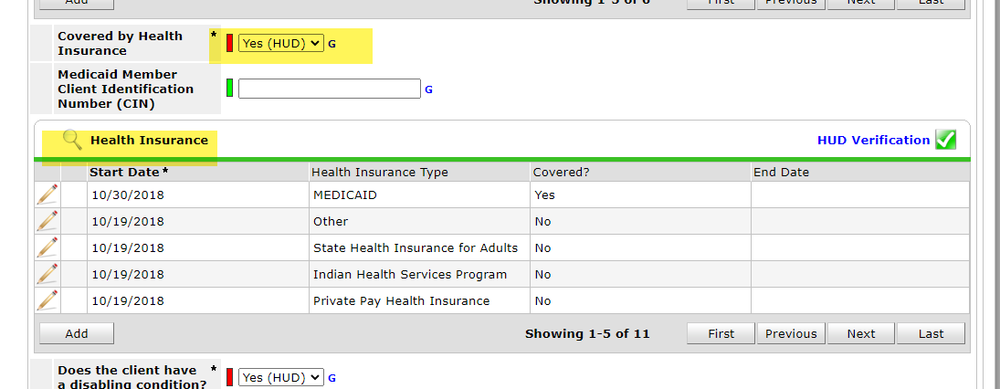 Add Showing 1-5 of 6 First Previous Next Last
Covered by Health * Yes (HUD) G
Insurance
Medicaid Member
Client Identification G
Number (CIN)
Health Insurance HUD Verification
Start Date* Health Insurance Type Covered? End Date
10/30/2018 MEDICAID Yes
10/19/2018 Other No
10/19/2018 State Health Insurance for Adults No
10/19/2018 Indian Health Services Program No
10/19/2018 Private Pay Health Insurance No
Add Showing 1-5 of 11 First Previous Next Last
Does the client have * Yes (HUD) G
a disabling condition?